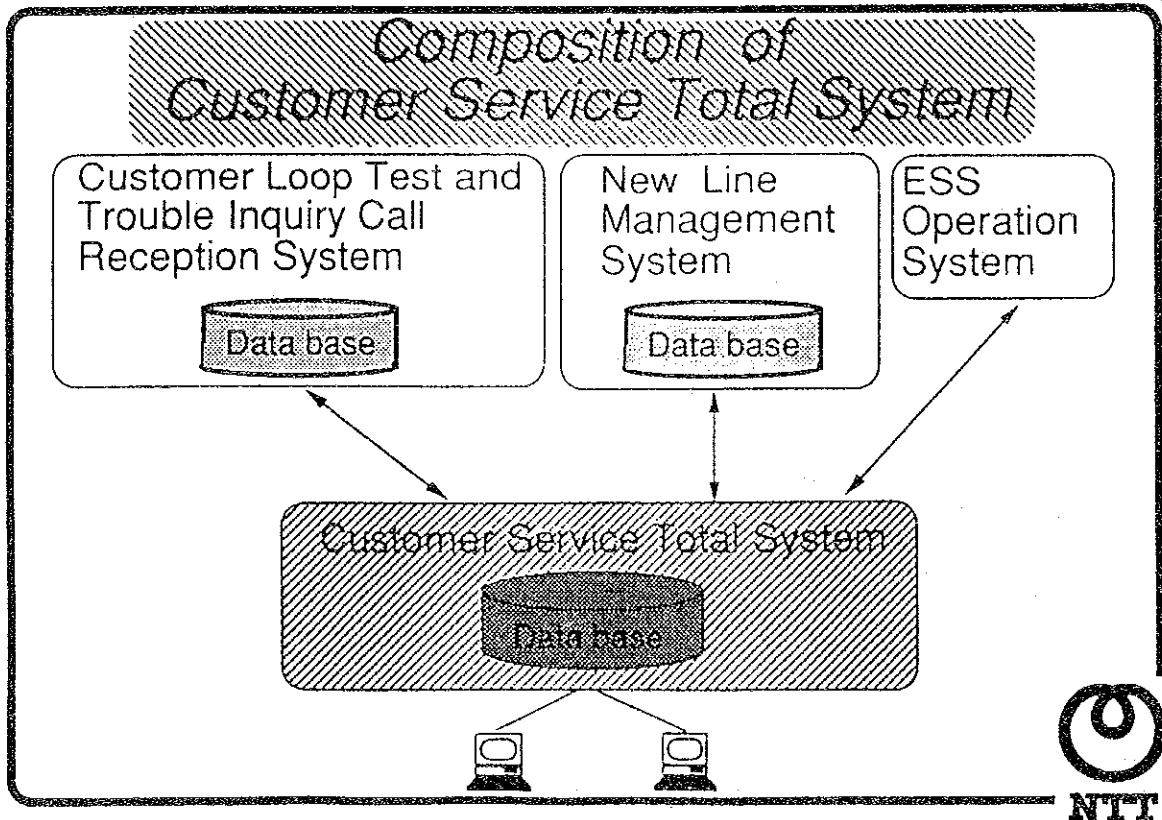 Composition of
Customer Service Total System
Customer Loop Test and
Trouble Inquiry Call
Reception System
Data base
New Line
Management
System
Data base
ESS
Operation
System
Customer Service Total System
Data base
NTT